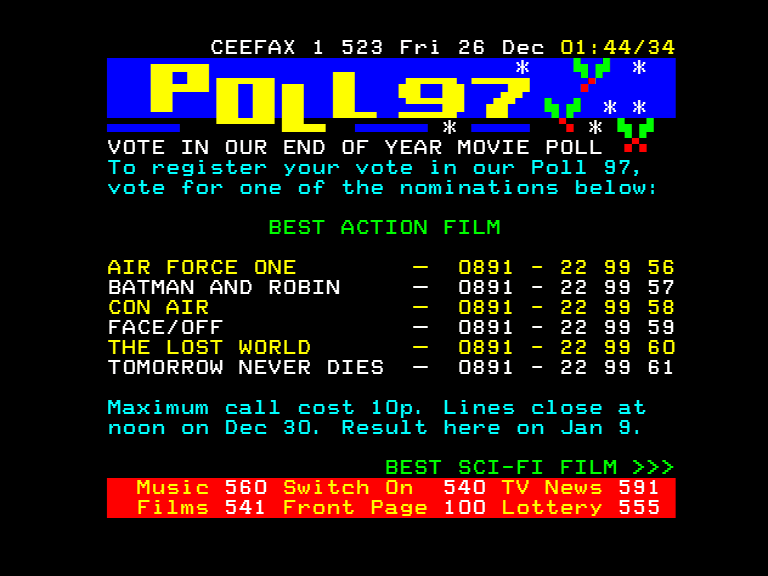 CEEFAX 1 523 Fri 26 Dec 01:44/34
POLL 97
VOTE IN OUR END OF YEAR MOVIE POLL
To register your vote in our Poll 97,
vote for one of the nominations below:
BEST ACTION FILM
AIR FORCE ONE — 0891 - 22 99 56
BATMAN AND ROBIN — 0891 - 22 99 57
CON AIR — 0891 - 22 99 58
FACE/OFF — 0891 - 22 99 59
THE LOST WORLD — 0891 - 22 99 60
TOMORROW NEVER DIES — 0891 - 22 99 61
Maximum call cost 10p. Lines close at
noon on Dec 30. Result here on Jan 9.
BEST SCI-FI FILM >>>
Music 560 Switch On 540 TV News 591
Films 541 Front Page 100 Lottery 555